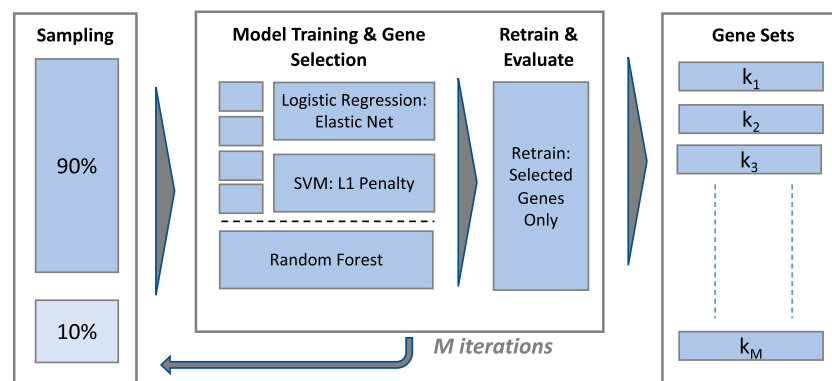 Sampling
90%
10%
Model Training & Gene
Selection
Logistic Regression:
Elastic Net
SVM: L1 Penalty
Random Forest
Retrain &
Evaluate
Retrain:
Selected
Genes
Only
M iterations
Gene Sets
k₁
k₂
k₃
k_M